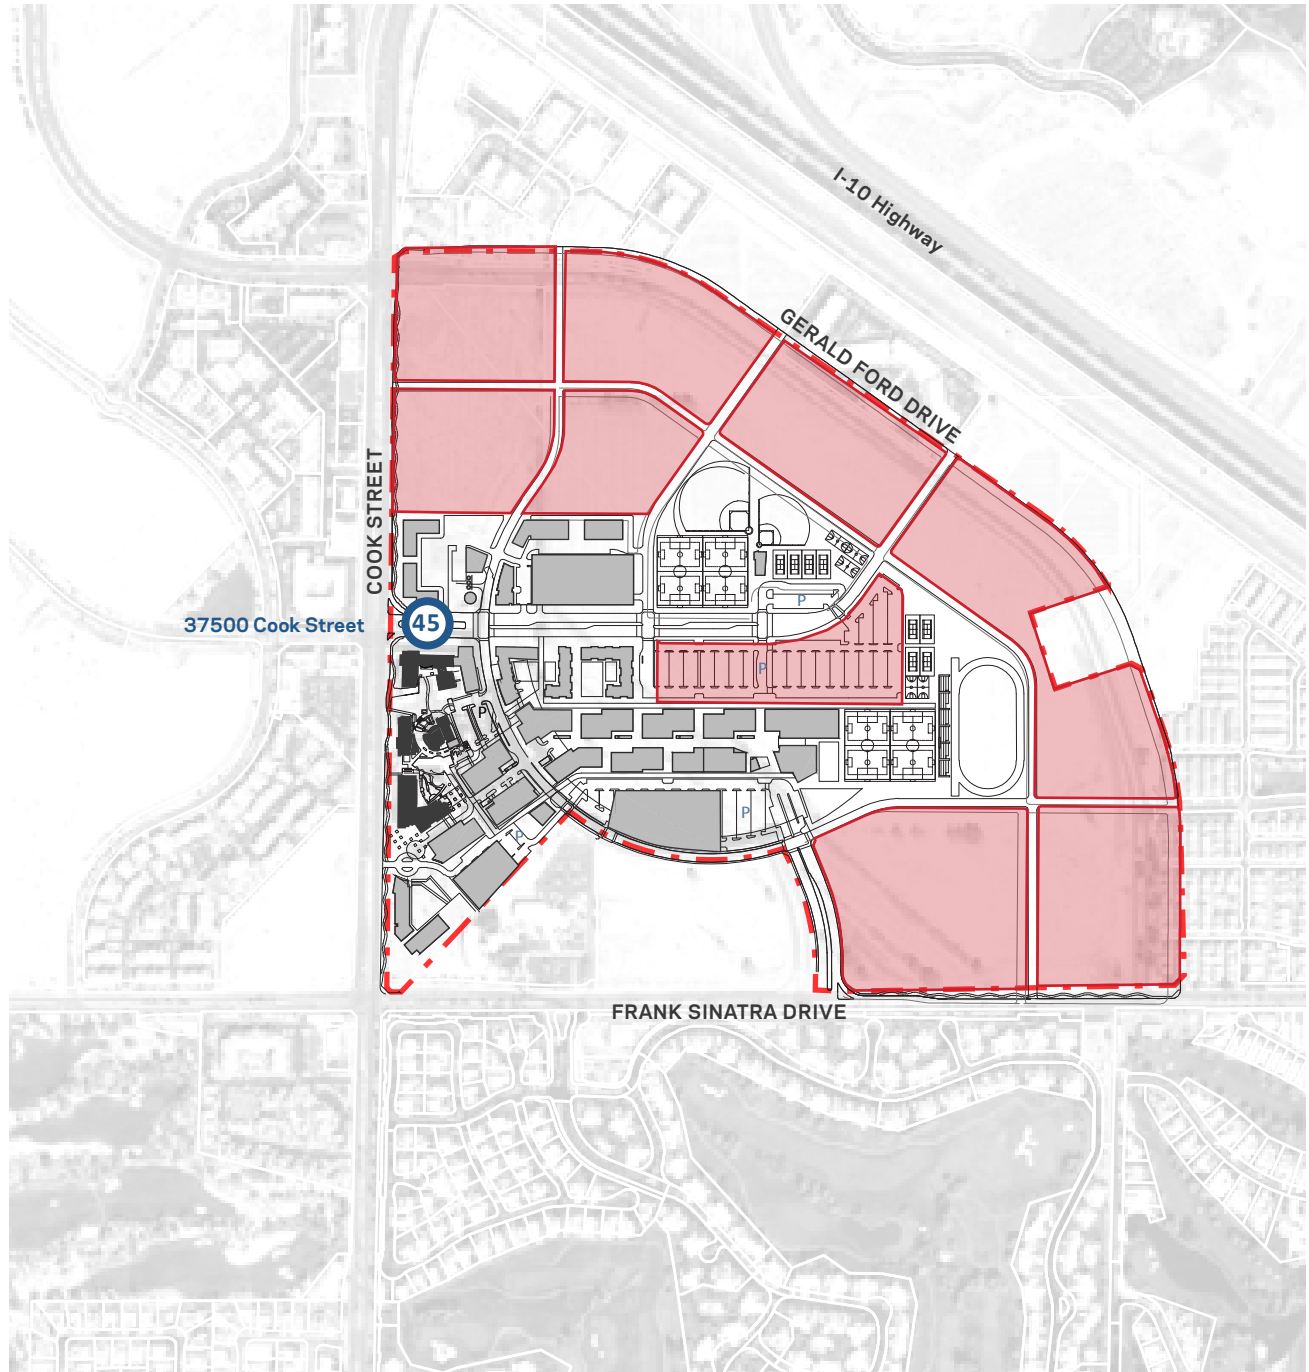 I-10 Highway
GERALD FORD DRIVE
COOK STREET
P
37500 Cook Street
45
P
P
P
P
FRANK SINATRA DRIVE